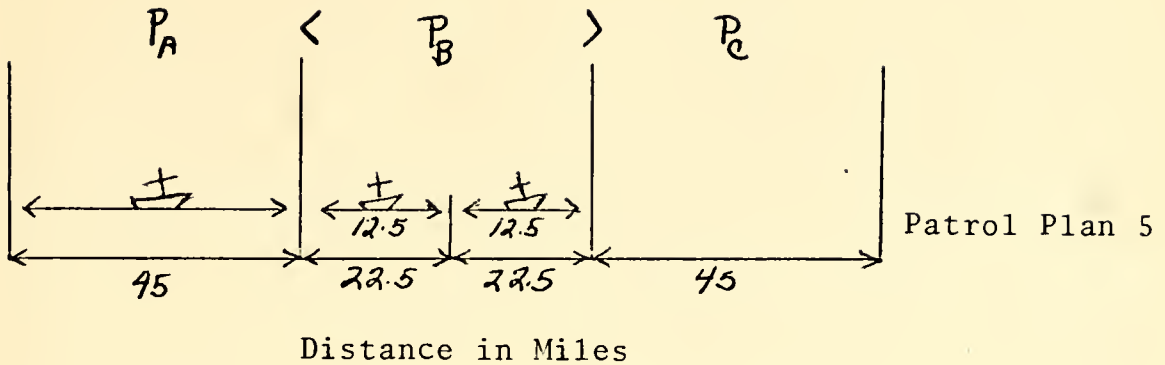 P_A < P_B > P_C
12.5 12.5
Patrol Plan 5
45 22.5 22.5 45
Distance in Miles